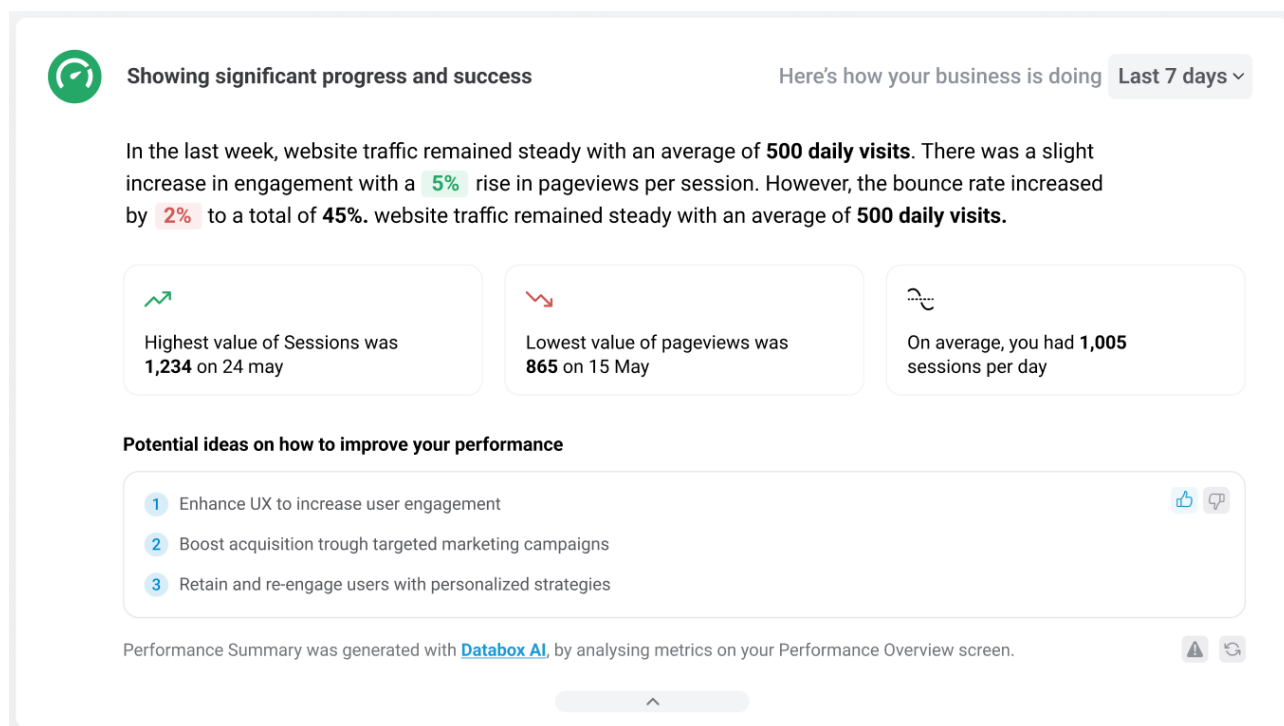 Showing significant progress and success
Here's how your business is doing Last 7 days
In the last week, website traffic remained steady with an average of 500 daily visits. There was a slight
increase in engagement with a 5% rise in pageviews per session. However, the bounce rate increased
by 2% to a total of 45%. website traffic remained steady with an average of 500 daily visits.
Highest value of Sessions was
1,234 on 24 may
Lowest value of pageviews was
865 on 15 May
On average, you had 1,005
sessions per day
Potential ideas on how to improve your performance
1 Enhance UX to increase user engagement
2 Boost acquisition trough targeted marketing campaigns
3 Retain and re-engage users with personalized strategies
Performance Summary was generated with Databox AI, by analysing metrics on your Performance Overview screen.